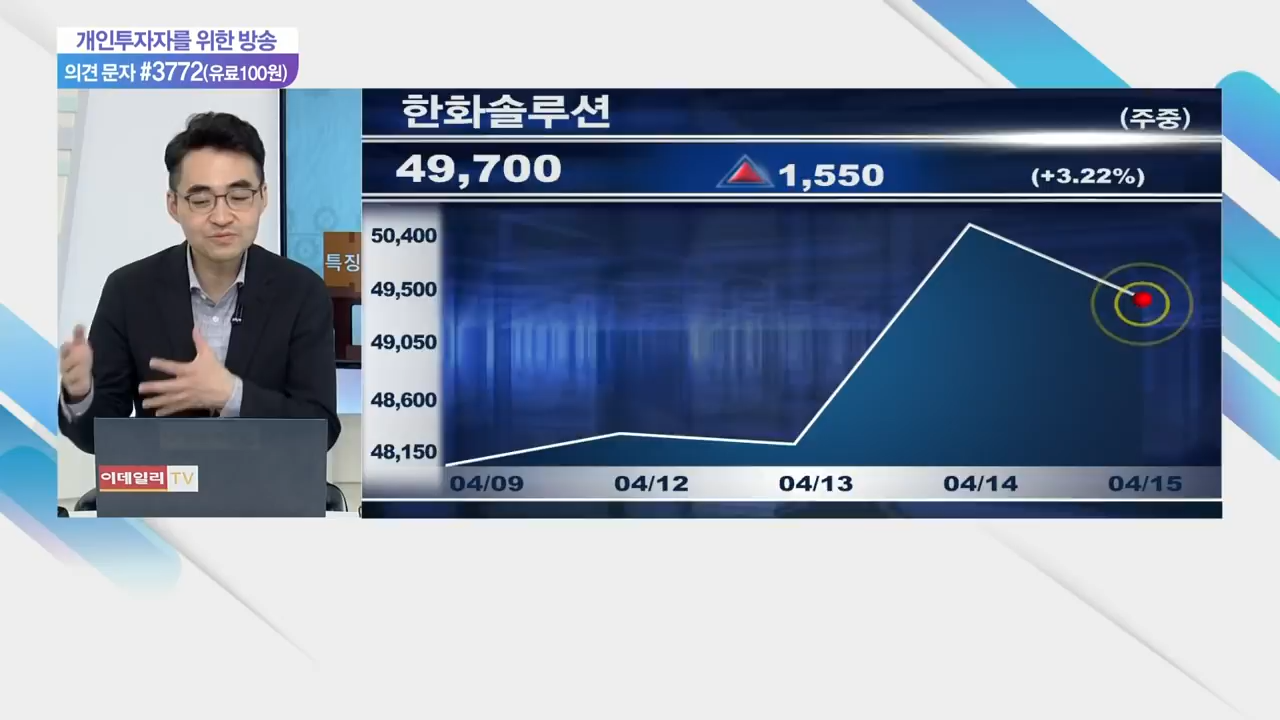 개인투자자를 위한 방송
의견 문자 #3772(유료100원)
한화솔루션
(주중)
49,700
1,550
(+3.22%)
특징
50,400
49,500
49,050
48,600
48,150
04/09
04/12
04/13
04/14
04/15
이데일리 TV